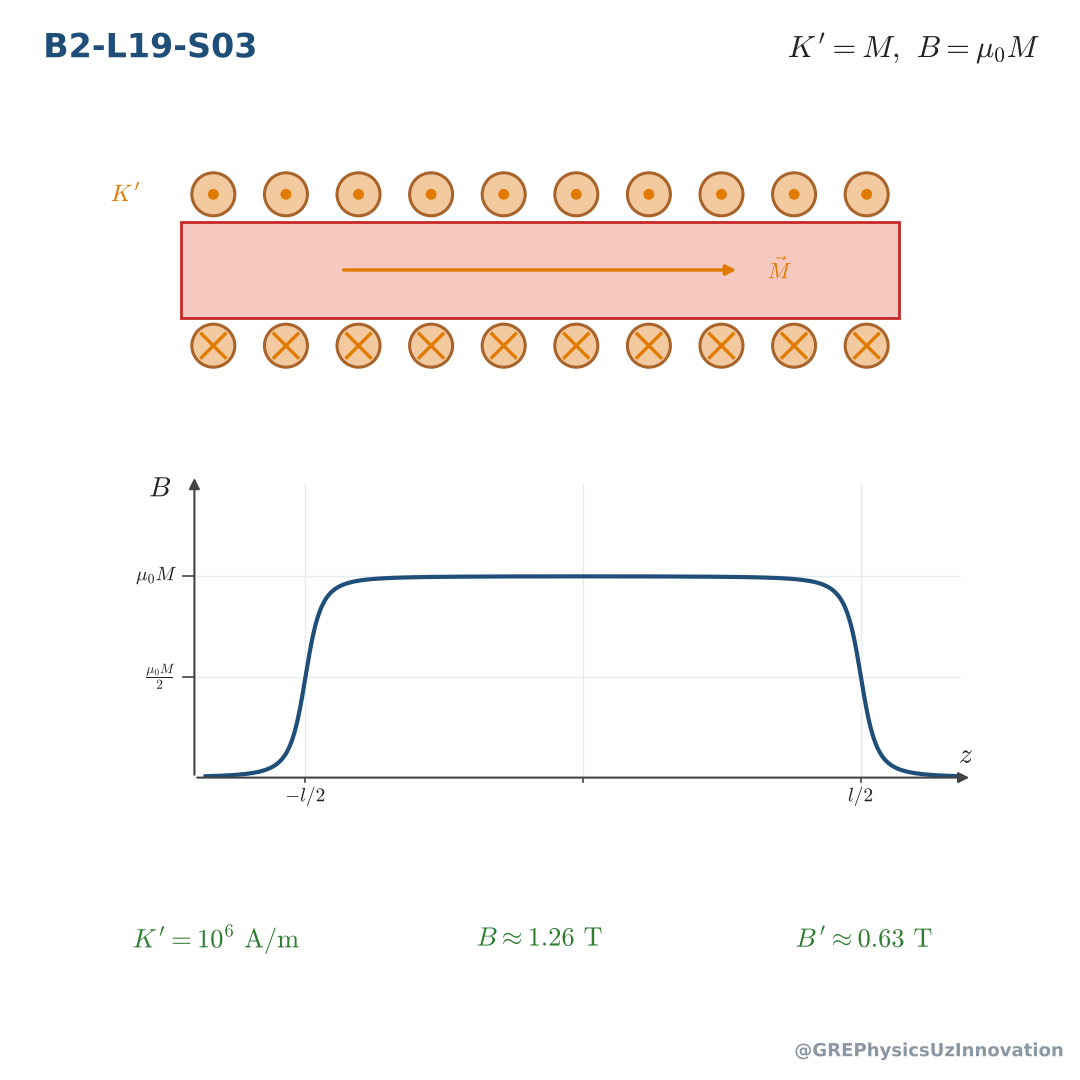 B2-L19-S03
K′ = M, B = μ₀M
K′
M⃗
B
μ₀M
μ₀M/2
z
−l/2
l/2
K′ = 10⁶ A/m
B ≈ 1.26 T
B′ ≈ 0.63 T
@GREPhysicsUzInnovation